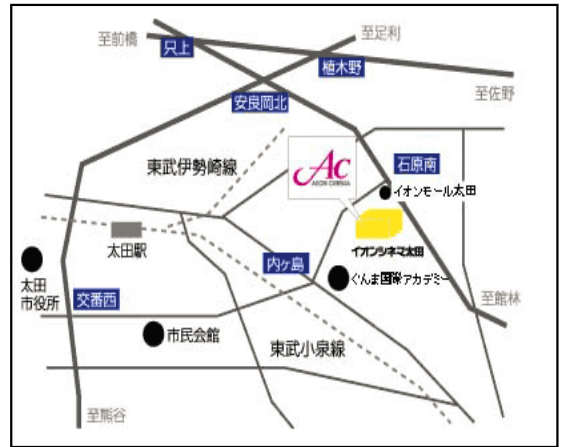 至前橋
只上
至足利
植木野
至佐野
安良岡北
東武伊勢崎線
Ac
AEON CINEMA
石原南
イオンモール太田
太田駅
イオンシネマ太田
内ヶ島
太田
市役所
交番西
ぐんま国際アカデミー
至館林
市民会館
東武小泉線
至熊谷